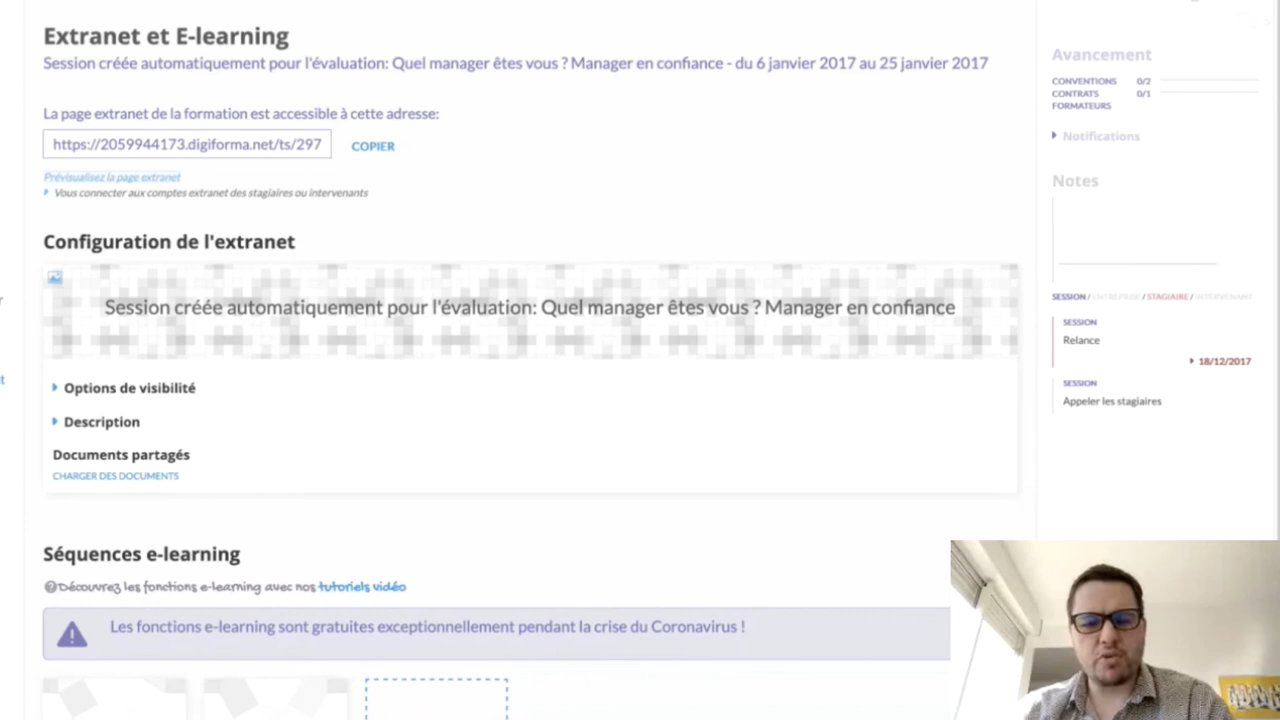 Extranet et E-learning
Session créée automatiquement pour l'évaluation: Quel manager êtes vous ? Manager en confiance - du 6 janvier 2017 au 25 janvier 2017
La page extranet de la formation est accessible à cette adresse:
https://2059944173.digiforma.net/ts/297
COPIER
Prévisualisez la page extranet
Vous connecter aux comptes extranet des stagiaires ou intervenants
Configuration de l'extranet
Session créée automatiquement pour l'évaluation: Quel manager êtes vous ? Manager en confiance
Options de visibilité
Description
Documents partagés
CHARGER DES DOCUMENTS
Séquences e-learning
Découvrez les fonctions e-learning avec nos tutoriels vidéo
Les fonctions e-learning sont gratuites exceptionnellement pendant la crise du Coronavirus !
Avancement
CONVENTIONS 0/2
CONTRATS 0/1
FORMATEURS
Notifications
Notes
SESSION / ENTREPRISE / STAGIAIRE / INTERVENANT
SESSION
Relance
18/12/2017
SESSION
Appeler les stagiaires